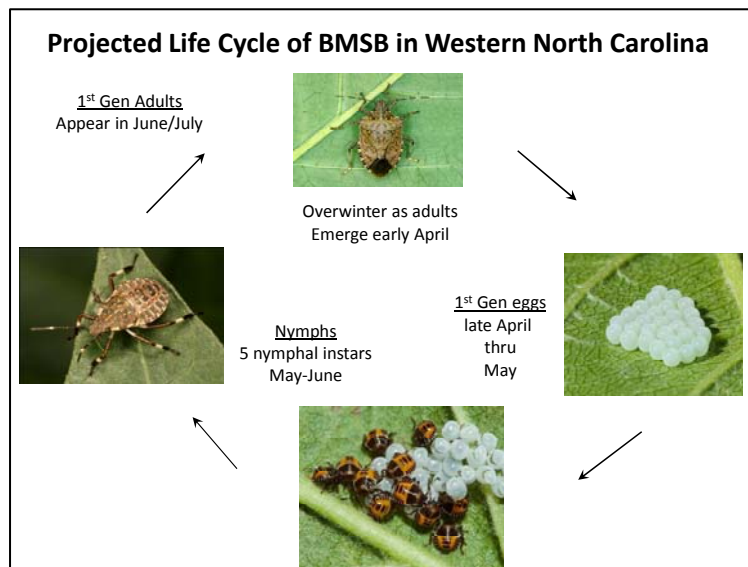 Projected Life Cycle of BMSB in Western North Carolina
1st Gen Adults
Appear in June/July
Overwinter as adults
Emerge early April
1st Gen eggs
late April
thru
May
Nymphs
5 nymphal instars
May-June